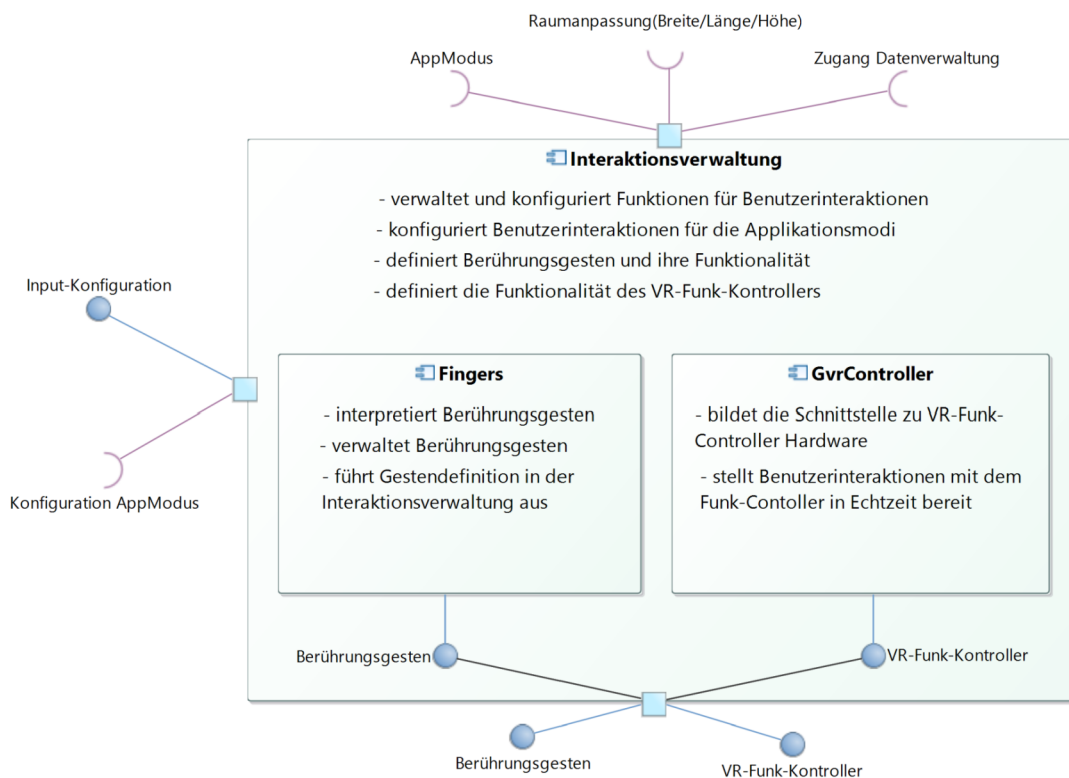 Raumanpassung(Breite/Länge/Höhe)
AppModus
Zugang Datenverwaltung
Interaktionsverwaltung
- verwaltet und konfiguriert Funktionen für Benutzerinteraktionen
- konfiguriert Benutzerinteraktionen für die Applikationsmodi
- definiert Berührungsgesten und ihre Funktionalität
- definiert die Funktionalität des VR-Funk-Kontrollers
Input-Konfiguration
Konfiguration AppModus
Fingers
- interpretiert Berührungsgesten
- verwaltet Berührungsgesten
- führt Gestendefinition in der
Interaktionsverwaltung aus
GvrController
- bildet die Schnittstelle zu VR-Funk-
Controller Hardware
- stellt Benutzerinteraktionen mit dem
Funk-Contoller in Echtzeit bereit
Berührungsgesten
VR-Funk-Kontroller
Berührungsgesten
VR-Funk-Kontroller